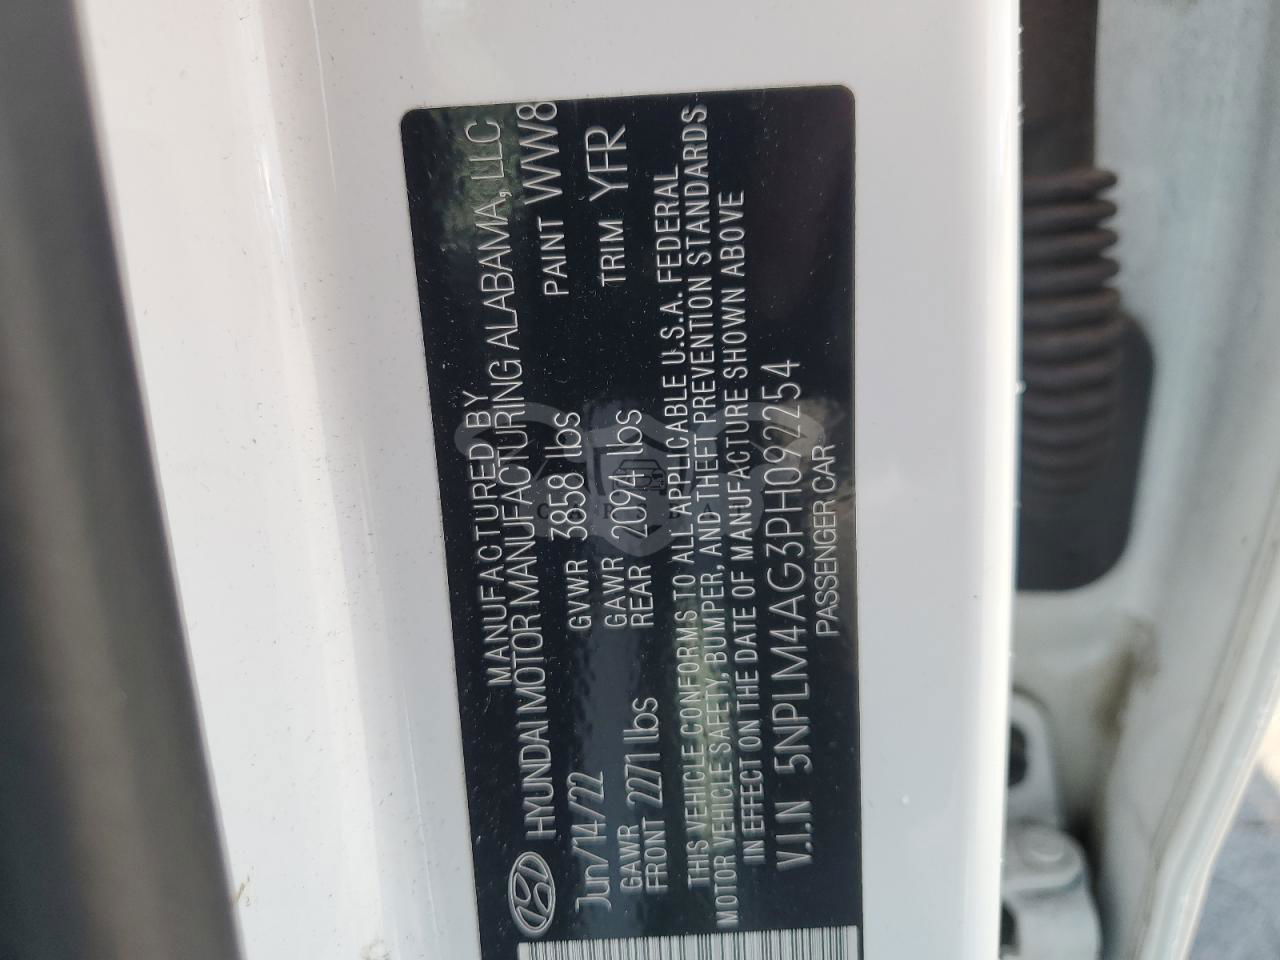 MANUFACTURED BY
HYUNDAI MOTOR MANUFACTURING ALABAMA, LLC
Jun/14/22 GVWR 3858 lbs PAINT WW8
GAWR FRONT 2271 lbs GAWR REAR 2094 lbs TRIM YFR
THIS VEHICLE CONFORMS TO ALL APPLICABLE U.S.A. FEDERAL
MOTOR VEHICLE SAFETY, BUMPER, AND THEFT PREVENTION STANDARDS
IN EFFECT ON THE DATE OF MANUFACTURE SHOWN ABOVE
V.I.N 5NPLM4AG3PH092254
PASSENGER CAR